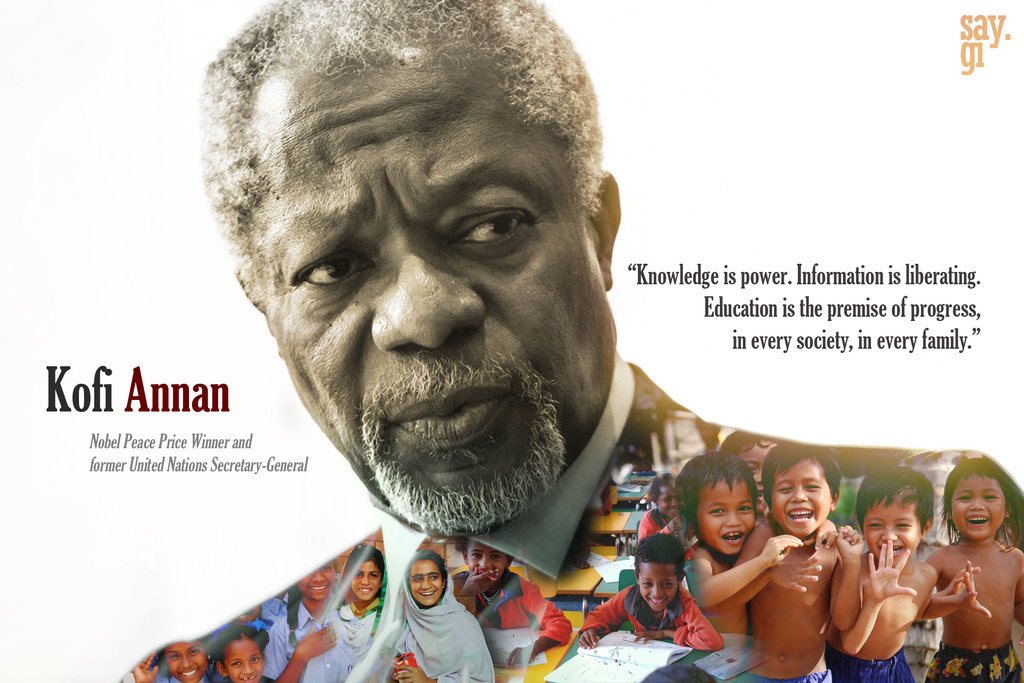 say.
gi
“Knowledge is power. Information is liberating.
Education is the premise of progress,
in every society, in every family.”
Kofi Annan
Nobel Peace Price Winner and
former United Nations Secretary-General